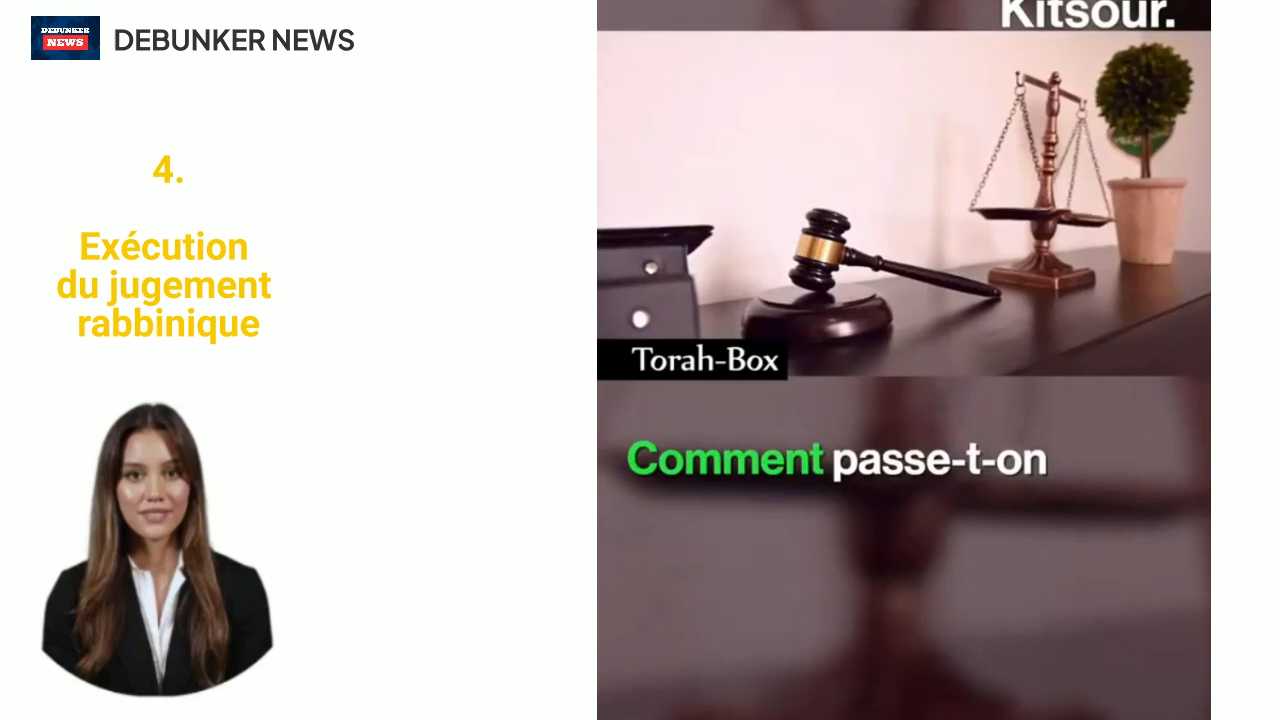 DEBUNKER
NEWS
DEBUNKER NEWS
4.
Exécution
du jugement
rabbinique
Kitsour.
Torah-Box
Comment passe-t-on